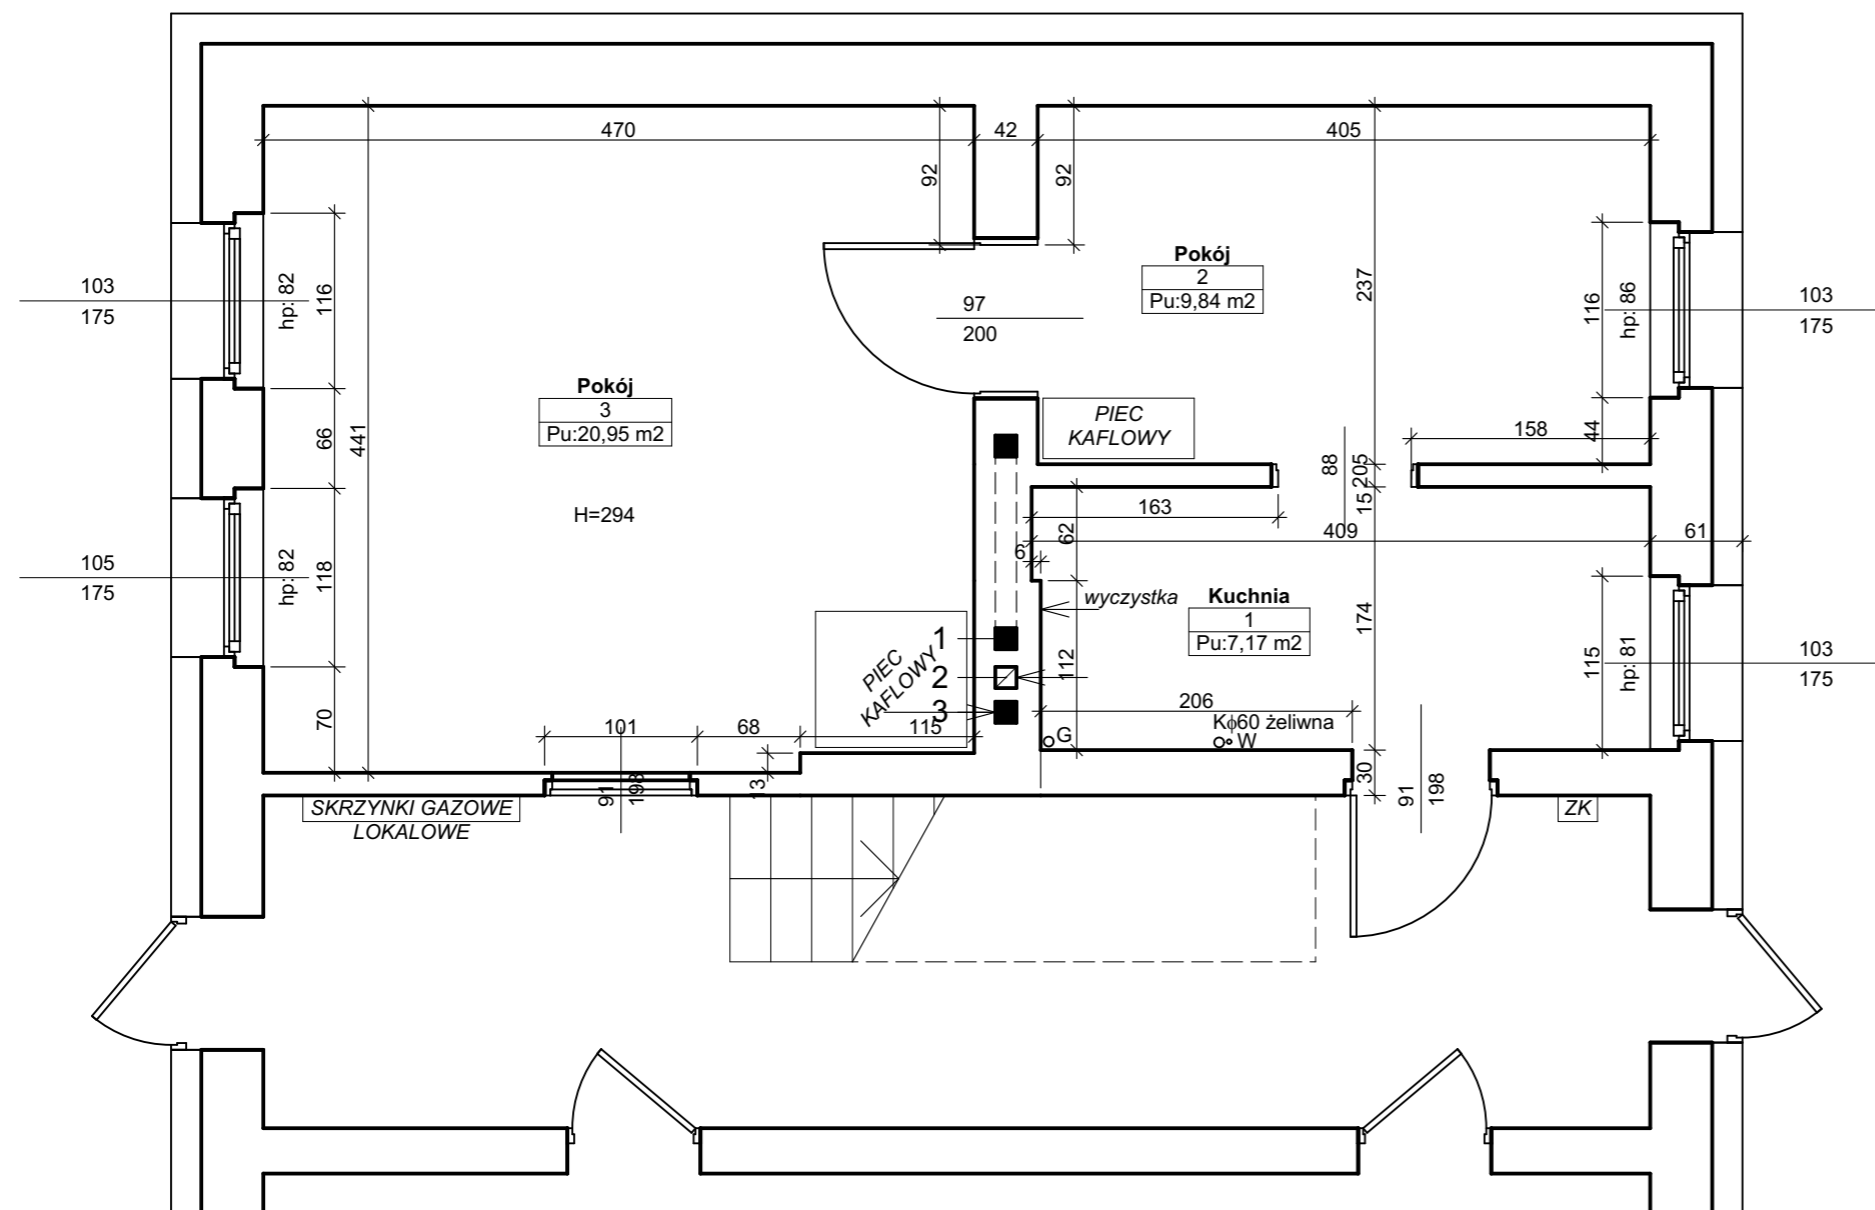 470
42
405
92
92
Pokój
2
Pu:9,84 m2
103
175
hp: 82
116
237
116
hp: 86
103
175
97
200
Pokój
3
Pu:20,95 m2
PIEC
KAFLOWY
66
441
158
44
88
205
15
H=294
163
62
409
61
6
105
175
hp: 82
118
wyczystka
Kuchnia
1
Pu:7,17 m2
174
115
hp: 81
103
175
1
2
3
PIEC
KAFLOWY
112
206
70
101
68
115
Kϕ60 żeliwna
G
W
13
30
91
198
91
198
SKRZYNKI GAZOWE
LOKALOWE
ZK